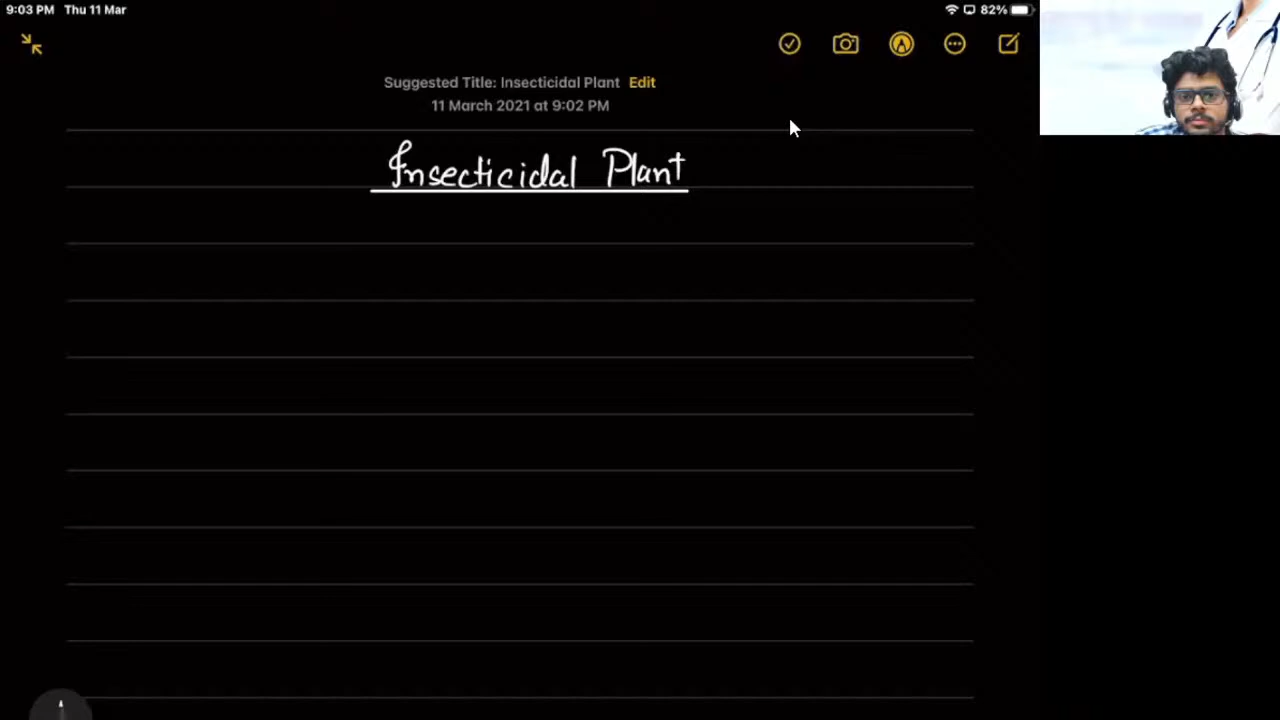 9:03 PM Thu 11 Mar 82%
Suggested Title: Insecticidal Plant Edit
11 March 2021 at 9:02 PM
Insecticidal Plant